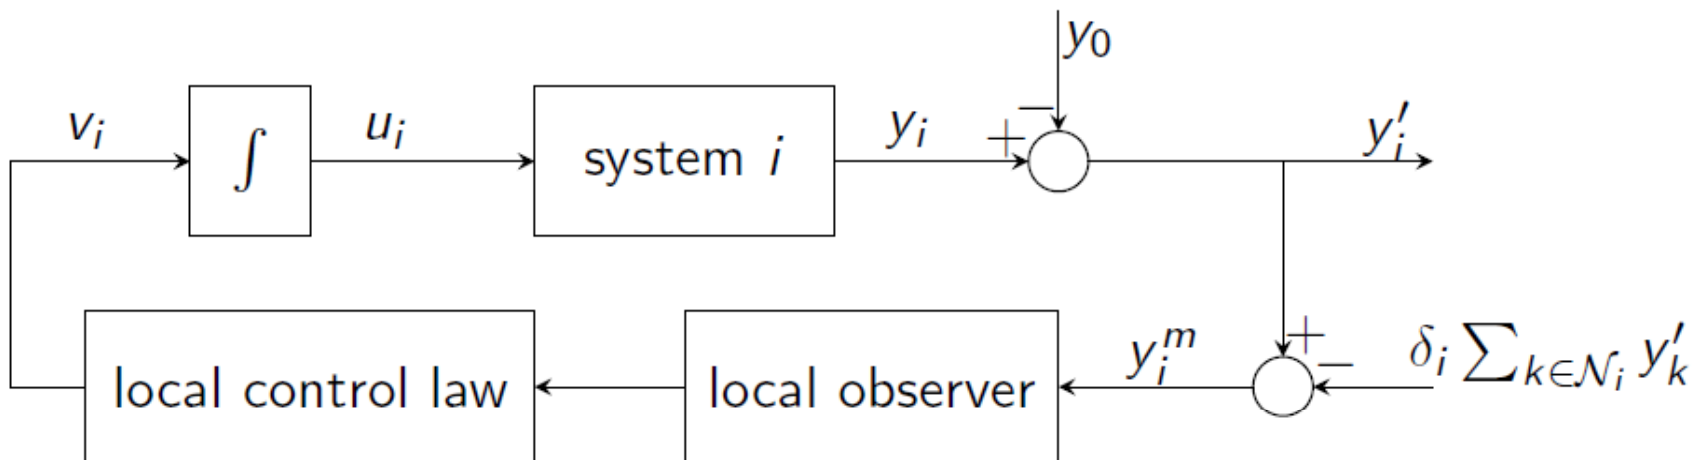 y₀
vᵢ ∫ uᵢ system i yᵢ + − y′ᵢ
local control law local observer yᵢᵐ + − δᵢ ∑ₖ∈𝒩ᵢ y′ₖ